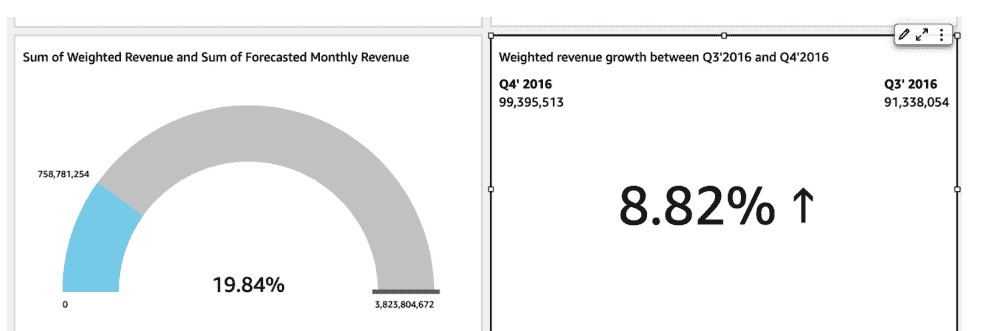 Sum of Weighted Revenue and Sum of Forecasted Monthly Revenue
758,781,254
19.84%
0
3,823,804,672
Weighted revenue growth between Q3'2016 and Q4'2016
Q4' 2016
Q3' 2016
99,395,513
91,338,054
8.82% ↑